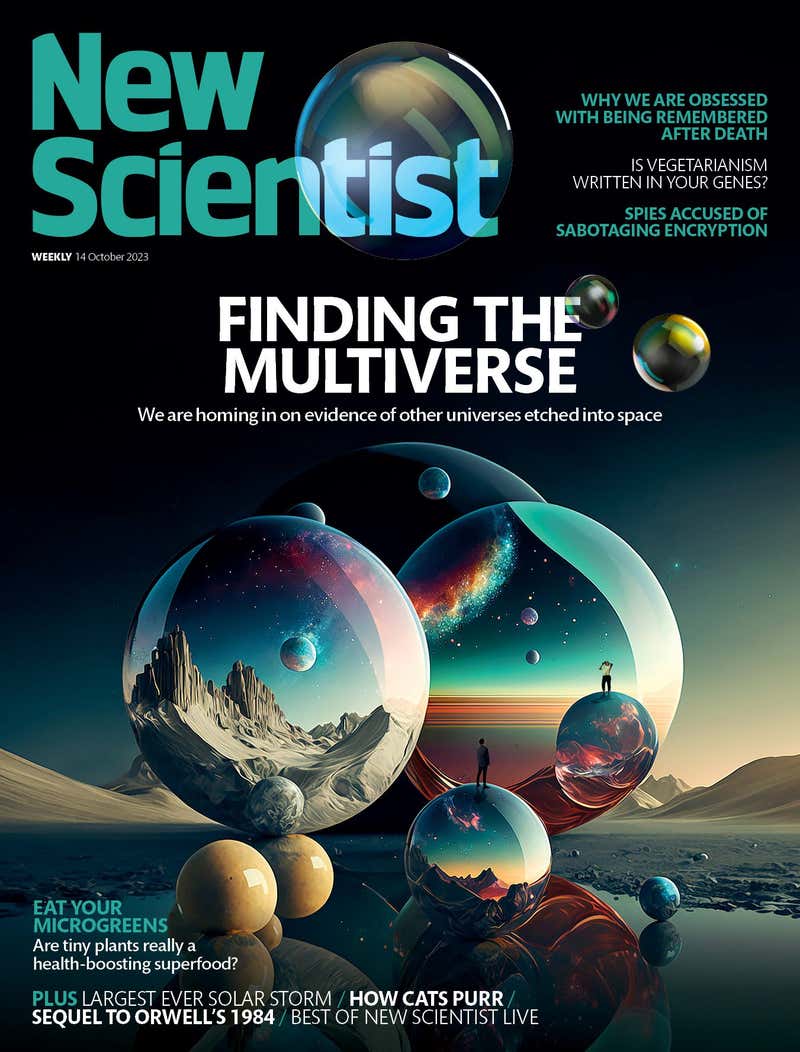 New
Scientist
WEEKLY 14 October 2023
WHY WE ARE OBSESSED
WITH BEING REMEMBERED
AFTER DEATH
IS VEGETARIANISM
WRITTEN IN YOUR GENES?
SPIES ACCUSED OF
SABOTAGING ENCRYPTION
FINDING THE
MULTIVERSE
We are homing in on evidence of other universes etched into space
EAT YOUR
MICROGREENS
Are tiny plants really a
health-boosting superfood?
PLUS LARGEST EVER SOLAR STORM / HOW CATS PURR /
SEQUEL TO ORWELL'S 1984 / BEST OF NEW SCIENTIST LIVE